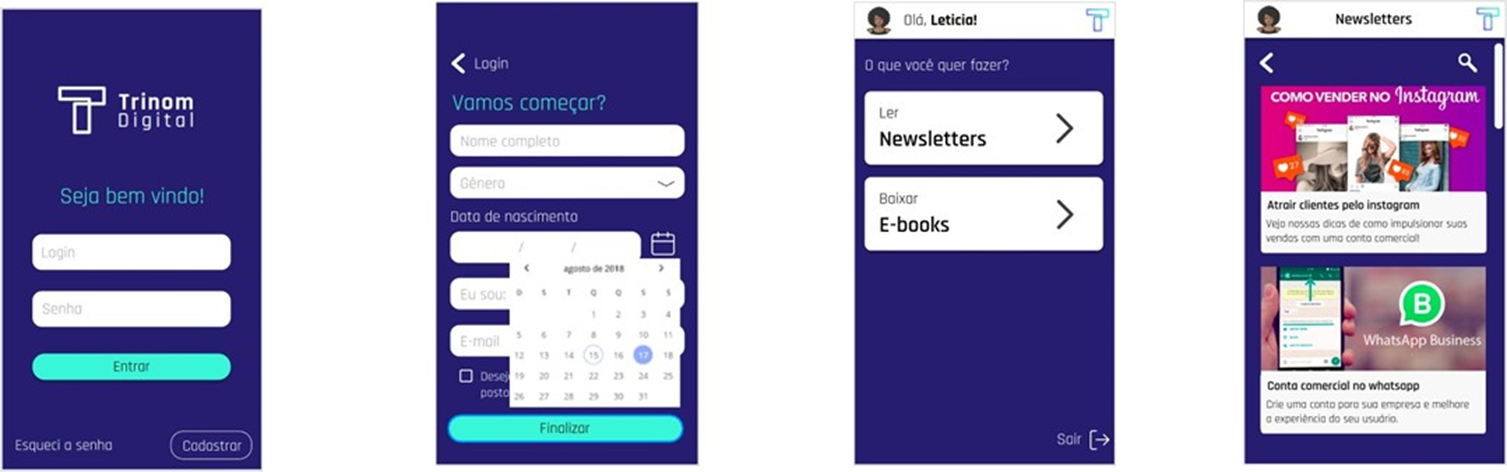 Trinom
Digital
Seja bem vindo!
Login
Senha
Entrar
Esqueci a senha
Cadastrar
Login
Vamos começar?
Nome completo
Gênero
Data de nascimento
/ /
agosto de 2018
D S T Q Q S S
1 2 3 4
5 6 7 8 9 10 11
12 13 14 15 16 17 18
19 20 21 22 23 24 25
26 27 28 29 30 31
Eu sou:
E-mail
Finalizar
Olá, Leticia!
O que você quer fazer?
Ler
Newsletters
Baixar
E-books
Sair
Newsletters
COMO VENDER NO Instagram
27
Atrair clientes pelo instagram
Veja nossas dicas de como impulsionar suas
vendas com uma conta comercial!
B
WhatsApp Business
Conta comercial no whatsapp
Crie uma conta para sua empresa e melhore
a experiência do seu usuário.